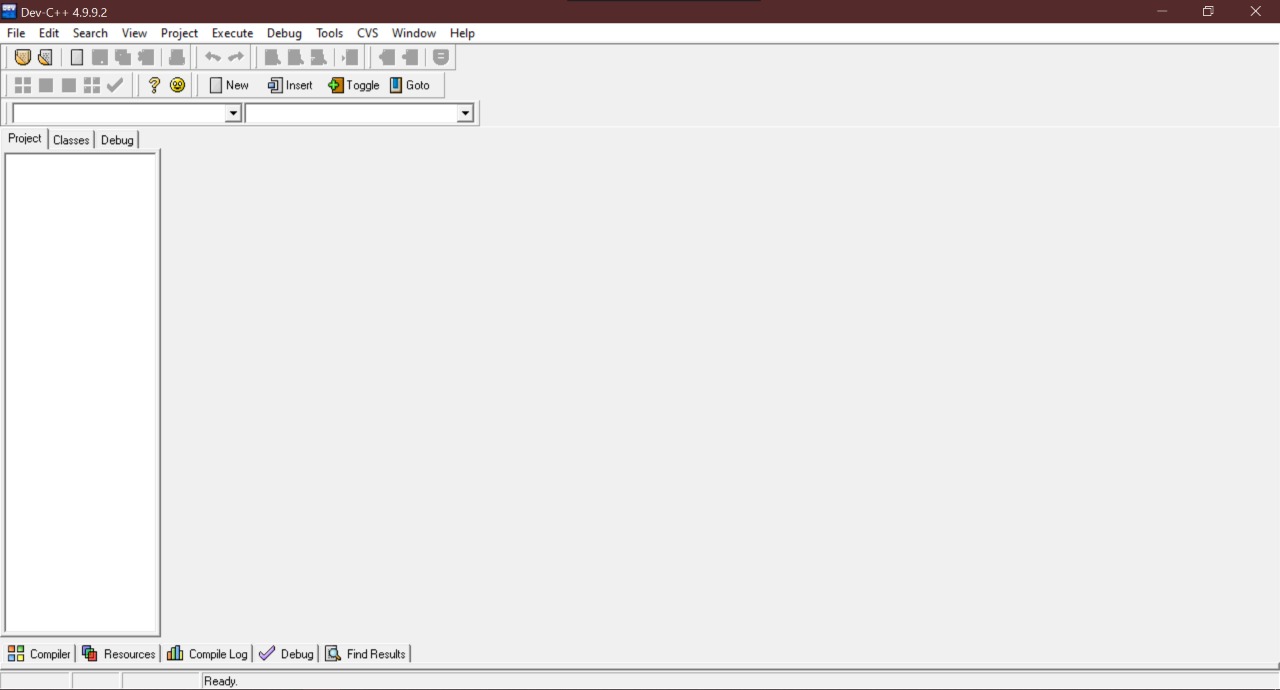 Dev-C++ 4.9.9.2
File Edit Search View Project Execute Debug Tools CVS Window Help
New Insert Toggle Goto
Project Classes Debug
Compiler Resources Compile Log Debug Find Results
Ready.